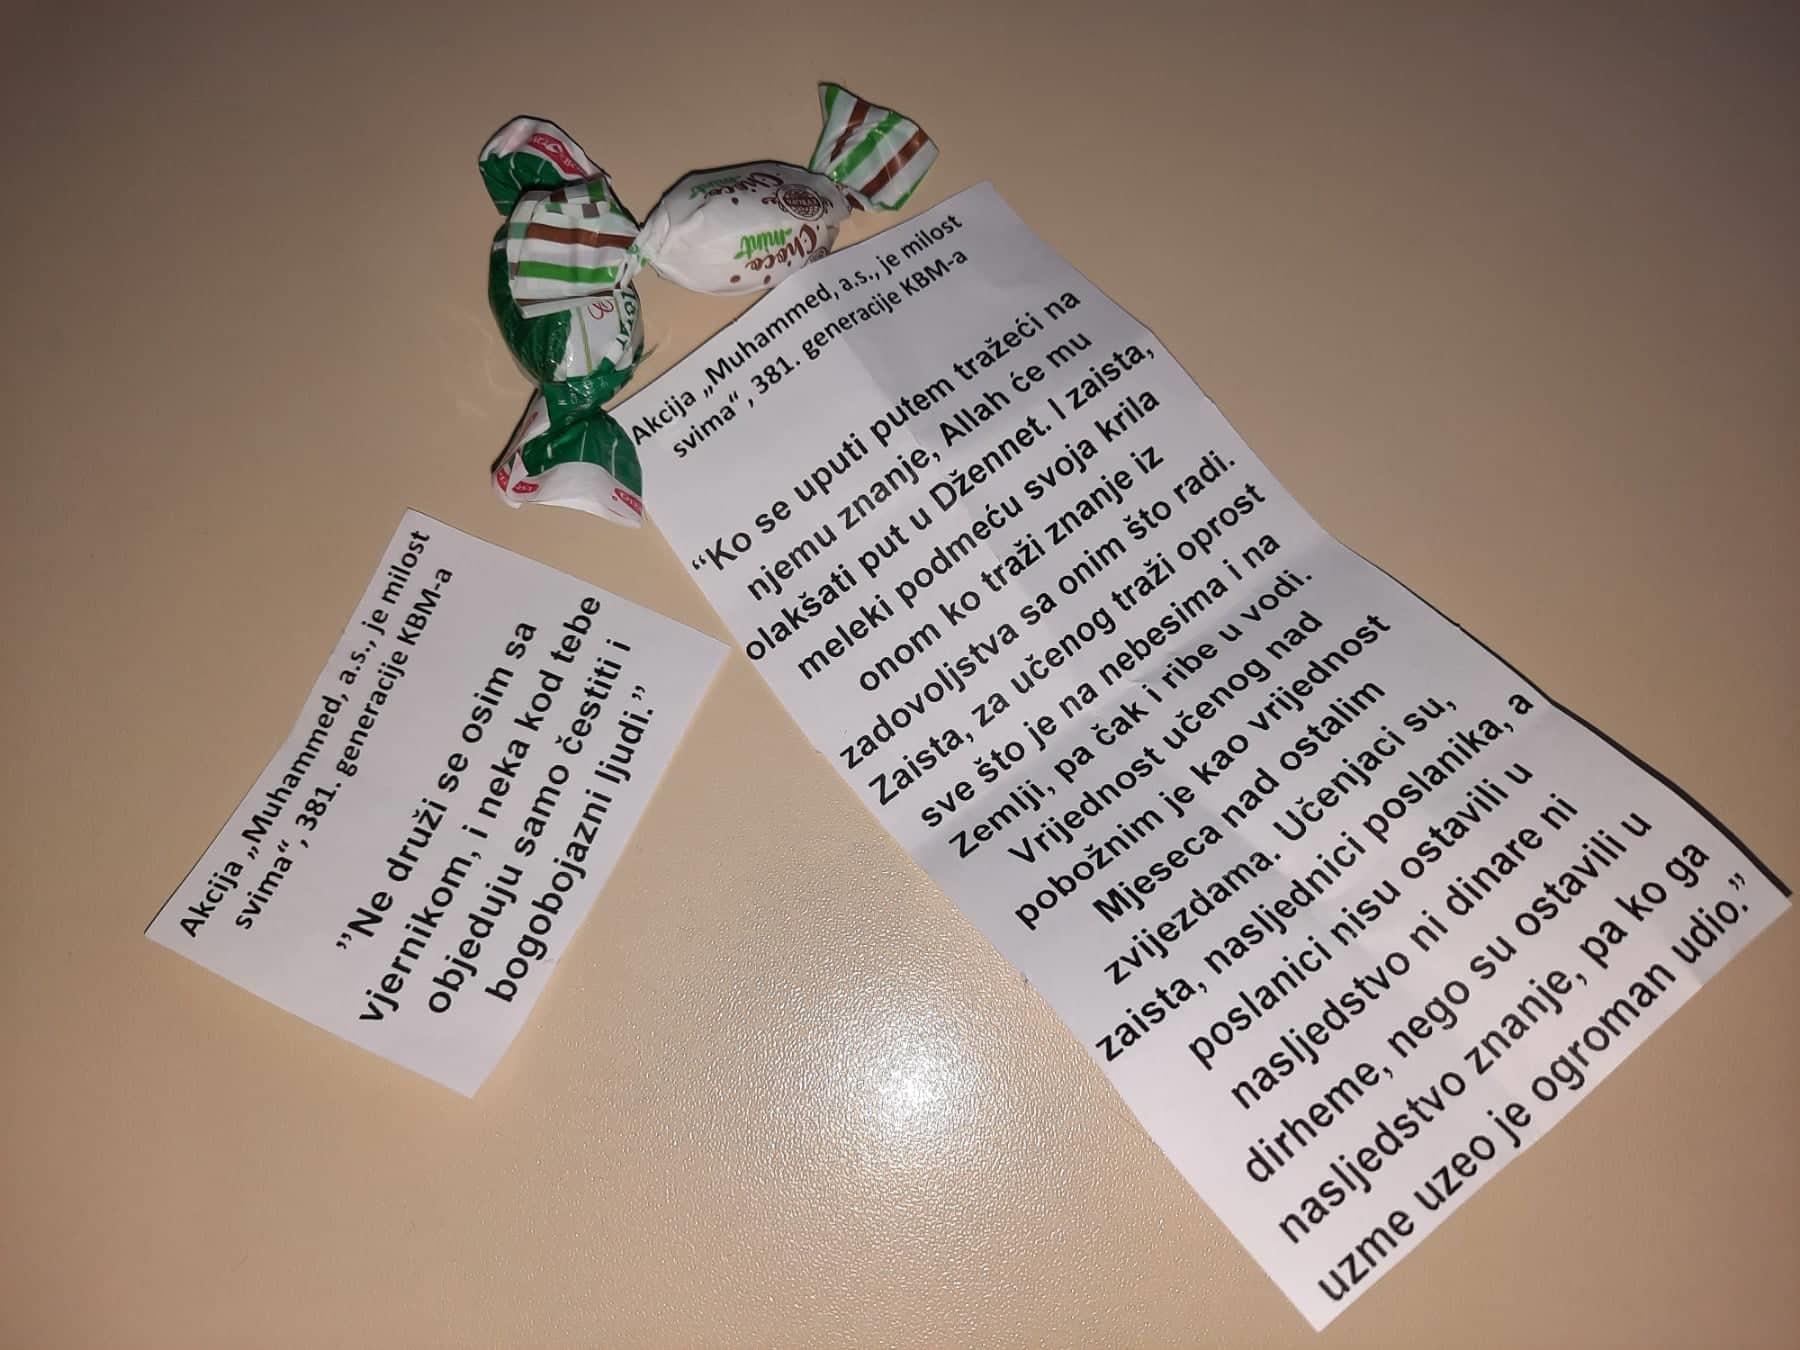 Choco
mint
Choco
mint
Akcija „Muhammed, a.s., je milost
svima“, 381. generacije KBM-a
“Ko se uputi putem tražeći na
njemu znanje, Allah će mu
olakšati put u Džennet. I zaista,
meleki podmeću svoja krila
onom ko traži znanje iz
zadovoljstva sa onim što radi.
Zaista, za učenog traži oprost
sve što je na nebesima i na
Zemlji, pa čak i ribe u vodi.
Vrijednost učenog nad
pobožnim je kao vrijednost
Mjeseca nad ostalim
zvijezdama. Učenjaci su,
zaista, nasljednici poslanika, a
poslanici nisu ostavili u
nasljedstvo ni dinare ni
dirheme, nego su ostavili u
nasljedstvo znanje, pa ko ga
uzme uzeo je ogroman udio.”
Akcija „Muhammed, a.s., je milost
svima“, 381. generacije KBM-a
”Ne druži se osim sa
vjernikom, i neka kod tebe
objeduju samo čestiti i
bogobojazni ljudi.”